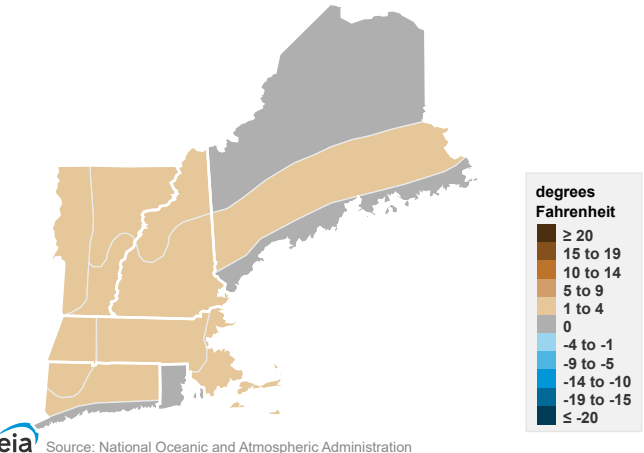 degrees
Fahrenheit
≥ 20
15 to 19
10 to 14
5 to 9
1 to 4
0
-4 to -1
-9 to -5
-14 to -10
-19 to -15
≤ -20
eia Source: National Oceanic and Atmospheric Administration